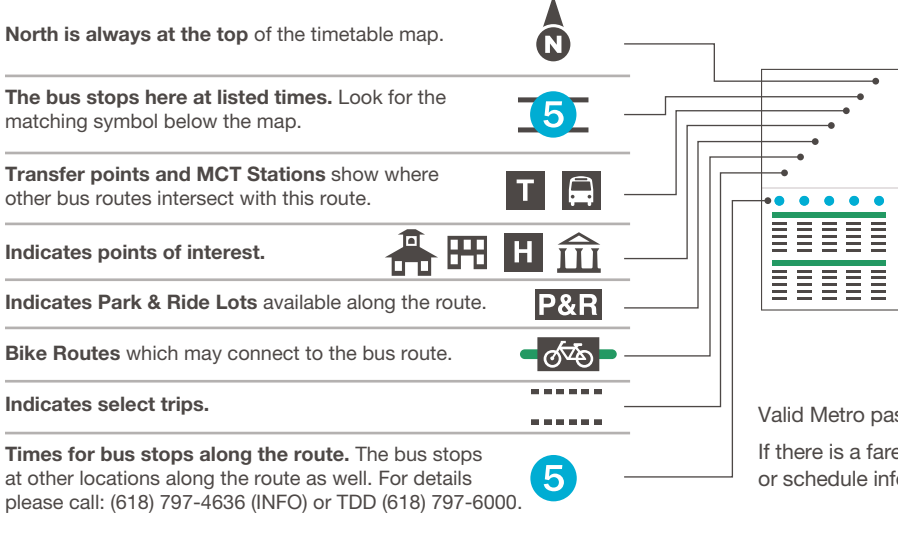 North is always at the top of the timetable map.
N
The bus stops here at listed times. Look for the
matching symbol below the map.
5
Transfer points and MCT Stations show where
other bus routes intersect with this route.
T
Indicates points of interest.
H
Indicates Park & Ride Lots available along the route.
P&R
Bike Routes which may connect to the bus route.
Indicates select trips.
Times for bus stops along the route. The bus stops
at other locations along the route as well. For details
please call: (618) 797-4636 (INFO) or TDD (618) 797-6000.
5
Valid Metro pas
If there is a fare
or schedule info